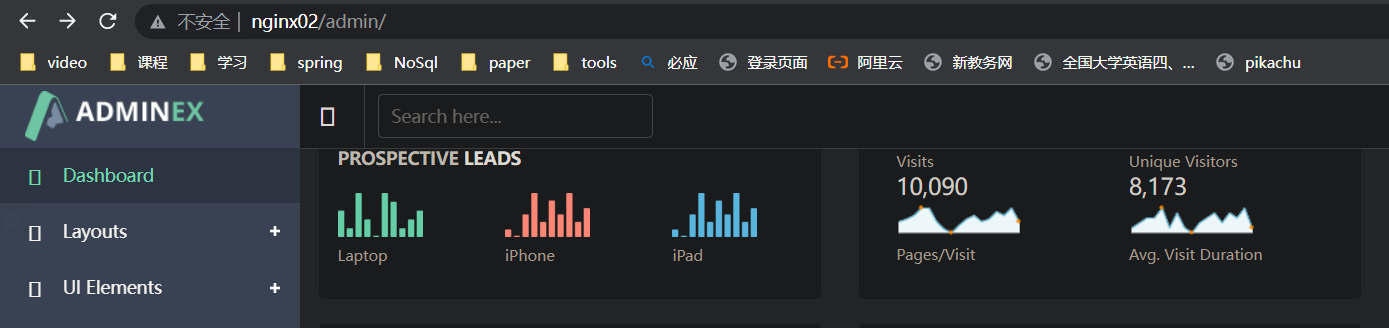 不安全 | nginx02/admin/
video 课程 学习 spring NoSql paper tools 必应 登录页面 阿里云 新教务网 全国大学英语四、... pikachu
ADMINEX
Search here...
Dashboard
Layouts +
UI Elements +
PROSPECTIVE LEADS
Laptop iPhone iPad
Visits Unique Visitors
10,090 8,173
Pages/Visit Avg. Visit Duration